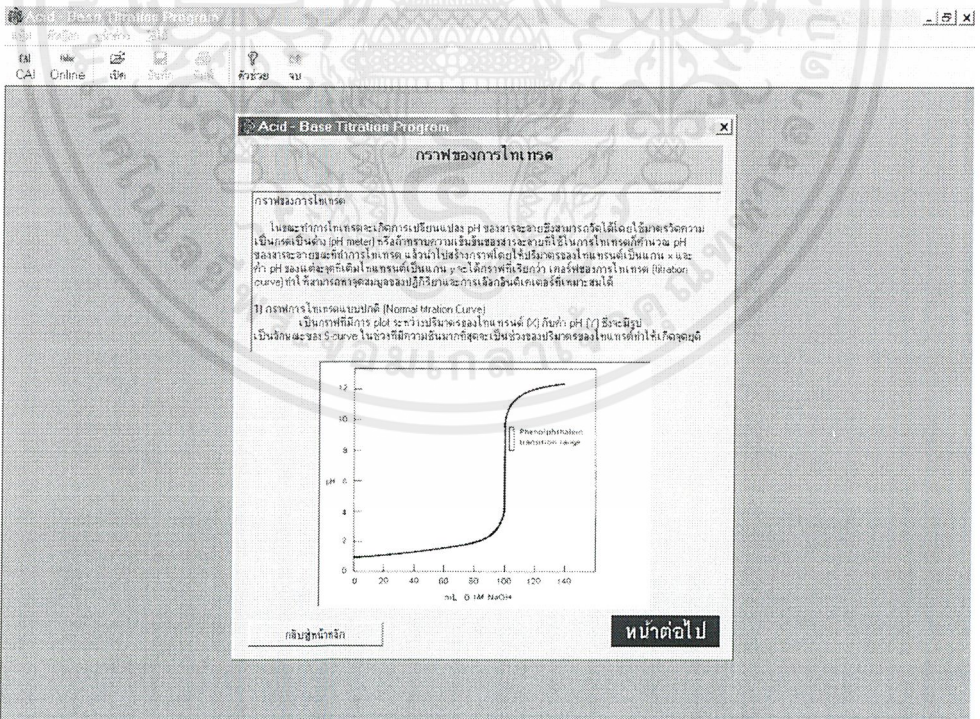 Acid - Base Titration Program
CAI Online เปิด บันทึก พิมพ์ ตัวช่วย จบ
Acid - Base Titration Program
กราฟของการไทเทรต
กราฟของการไทเทรต
ในขณะทำการไทเทรตจะเกิดการเปลี่ยนแปลง pH ของสารละลายซึ่งสามารถวัดได้โดยใช้มาตรวัดความ
เป็นกรดเป็นด่าง (pH meter) หรือถ้าทราบความเข้มข้นของสารละลายที่ใช้ในการไทเทรตก็คำนวณ pH
ของสารละลายขณะที่ทำการไทเทรต แล้วนำไปสร้างกราฟโดยให้ปริมาตรของไทแทรนต์เป็นแกน x และ
ค่า pH ของแต่ละจุดที่เติมไทแทรนต์เป็นแกน y จะได้กราฟที่เรียกว่า เคอร์ฟของการไทเทรต (titration
curve) ทำให้สามารถหาจุดสมมูลของปฏิกิริยาและการเลือกอินดิเคเตอร์ที่เหมาะสมได้
1) กราฟการไทเทรตแบบปกติ (Normal titration Curve)
เป็นกราฟที่มีการ plot ระหว่างปริมาตรของไทแทรนต์ (X) กับค่า pH (Y) ซึ่งจะมีรูป
เป็นลักษณะของ S-curve ในช่วงที่มีความชันมากที่สุดจะเป็นช่วงของปริมาตรของไทแทรต์ทำให้เกิดจุดยุติ
12
10
Phenolphthalein
transition range
8
pH 6
4
2
0
0 20 40 60 80 100 120 140
mL 0.1M NaOH
กลับสู่หน้าหลัก
หน้าต่อไป